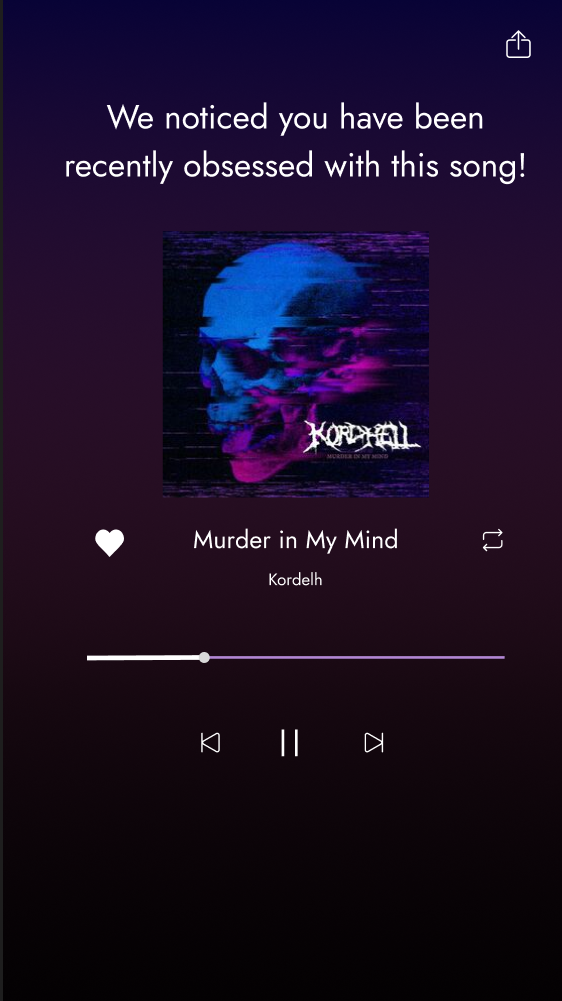 We noticed you have been
recently obsessed with this song!
KORDHELL
MURDER IN MY MIND
Murder in My Mind
Kordelh